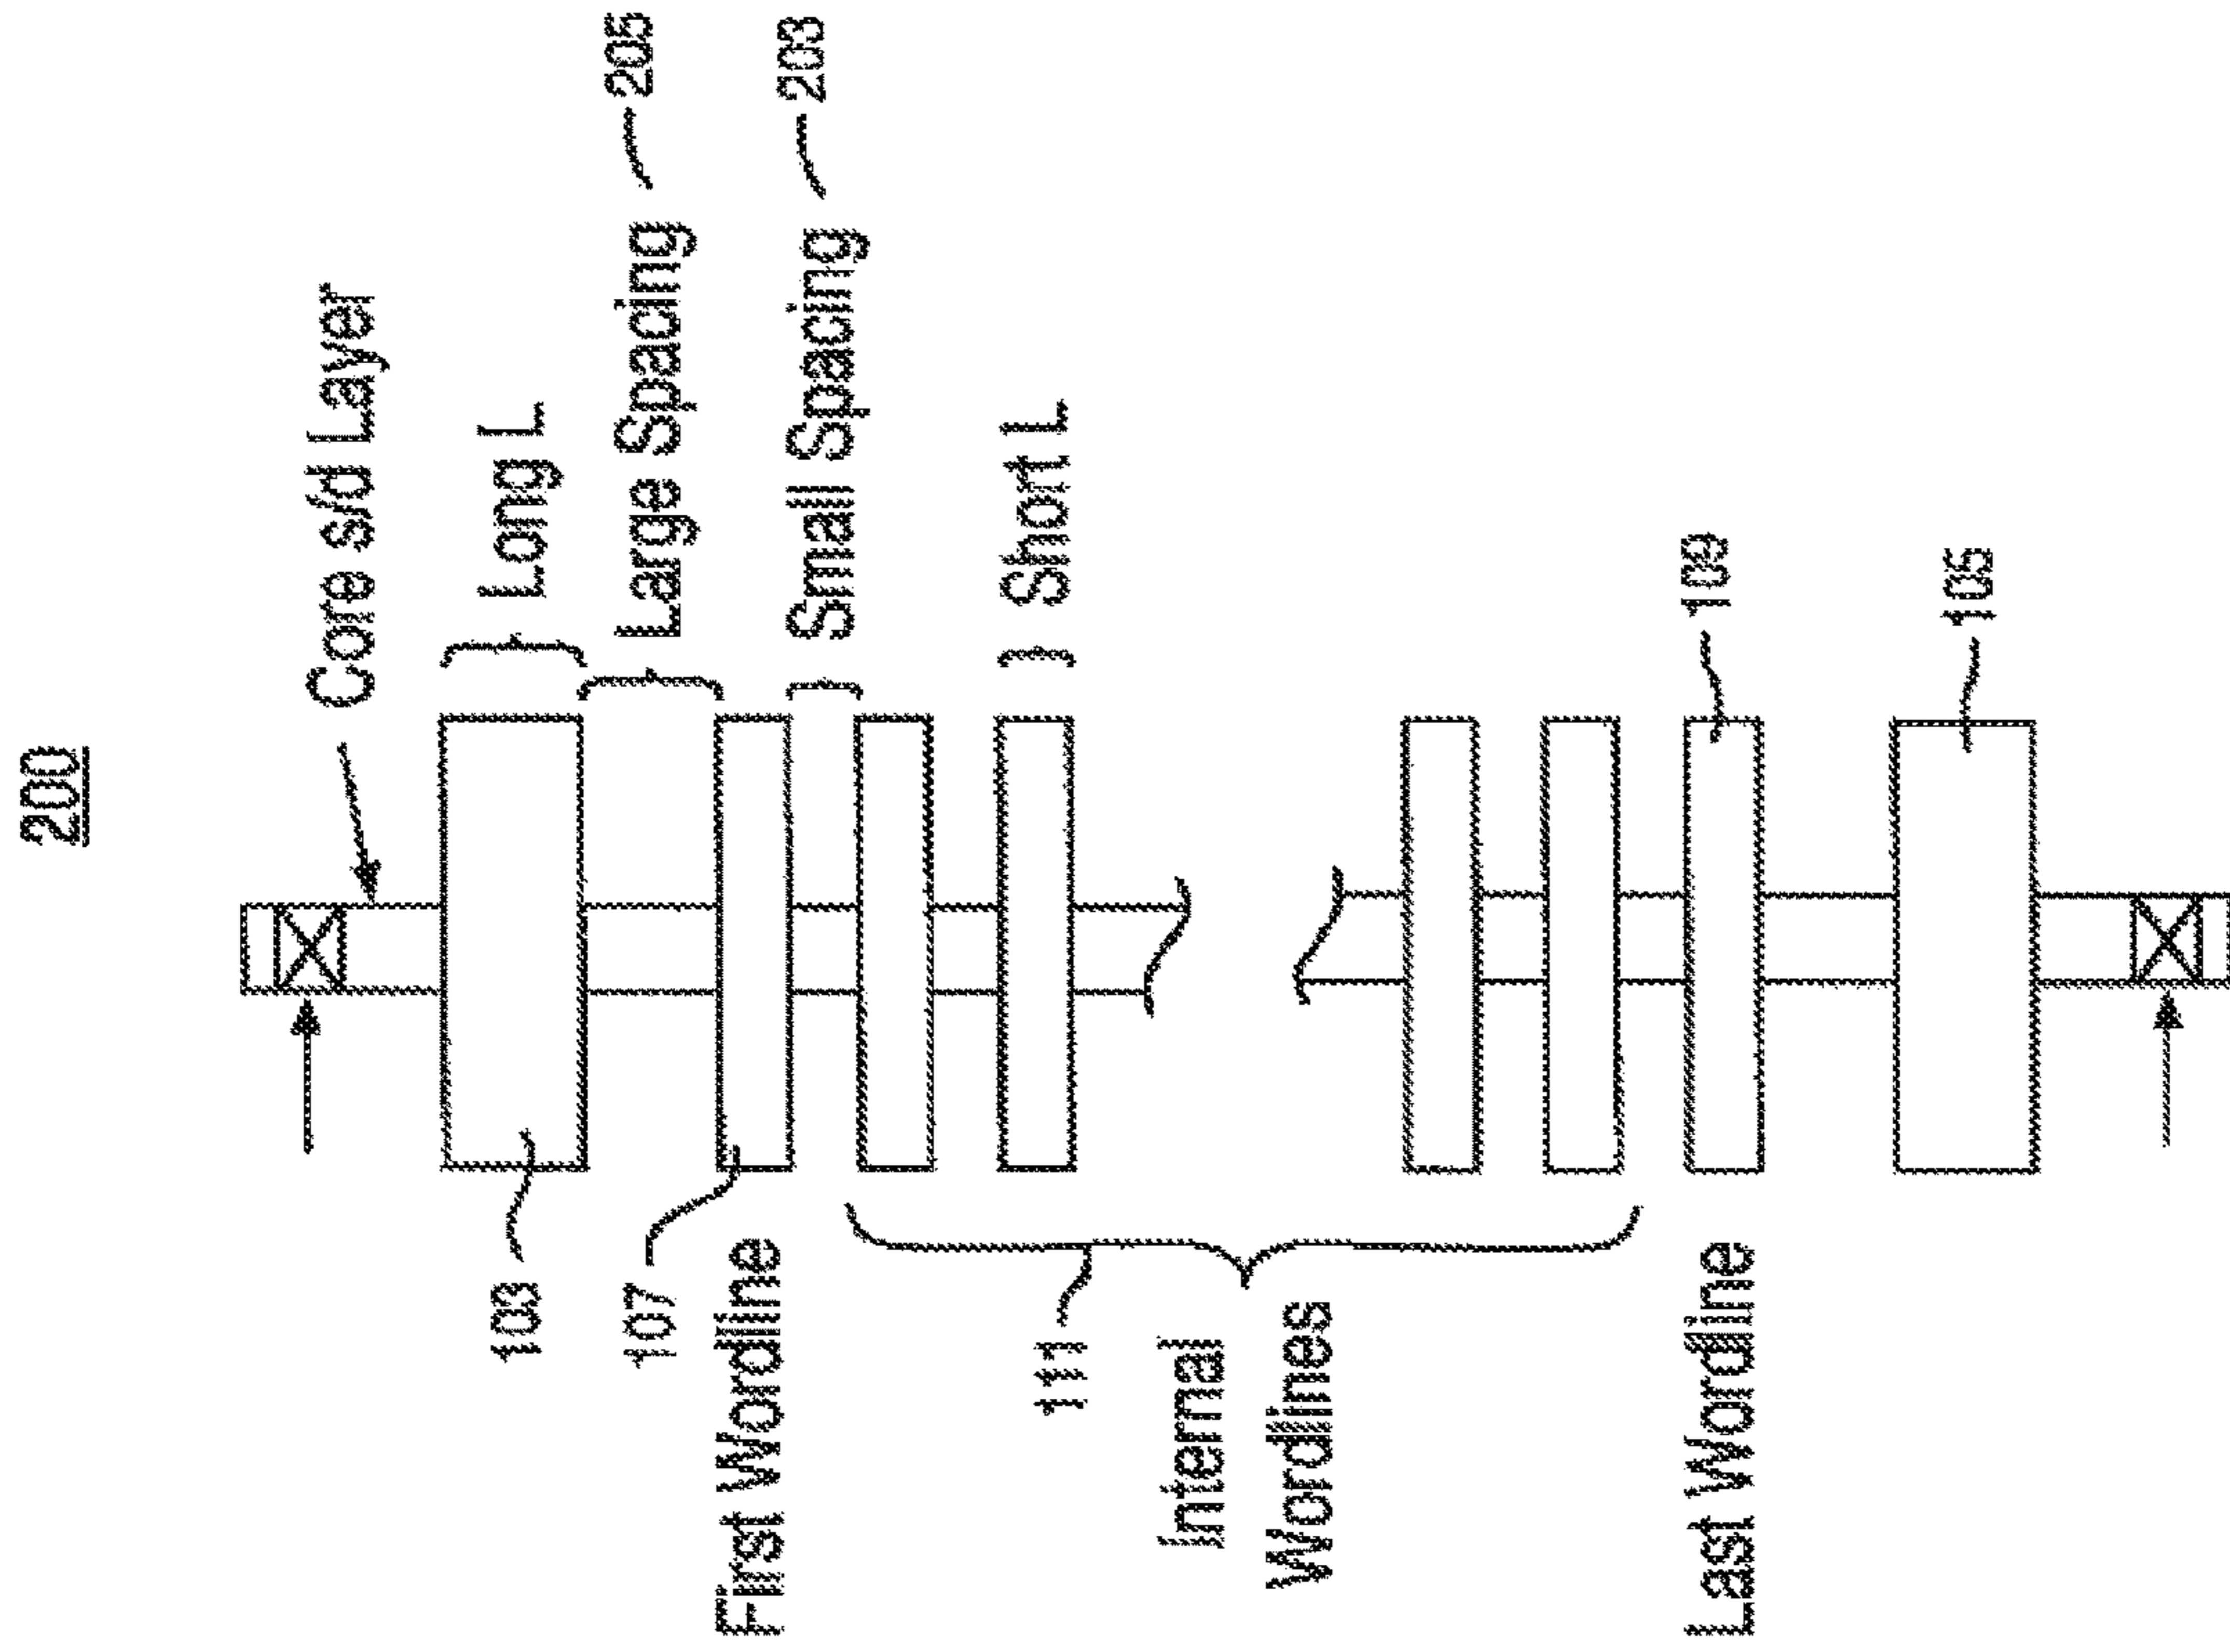 200
Core s/d Layer
Long L
Large Spacing
205
Small Spacing
203
Short L
103
107
First Wordline
111
Internal
Wordlines
109
Last Wordline
105